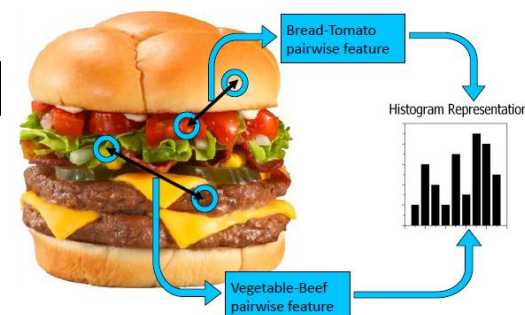 Bread-Tomato
pairwise feature
Histogram Representation
Vegetable-Beef
pairwise feature